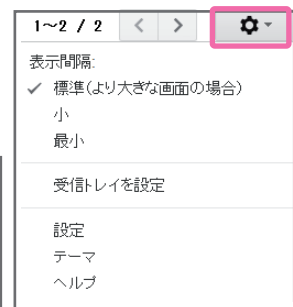 1～2 / 2
表示間隔:
標準(より大きな画面の場合)
小
最小
受信トレイを設定
設定
テーマ
ヘルプ